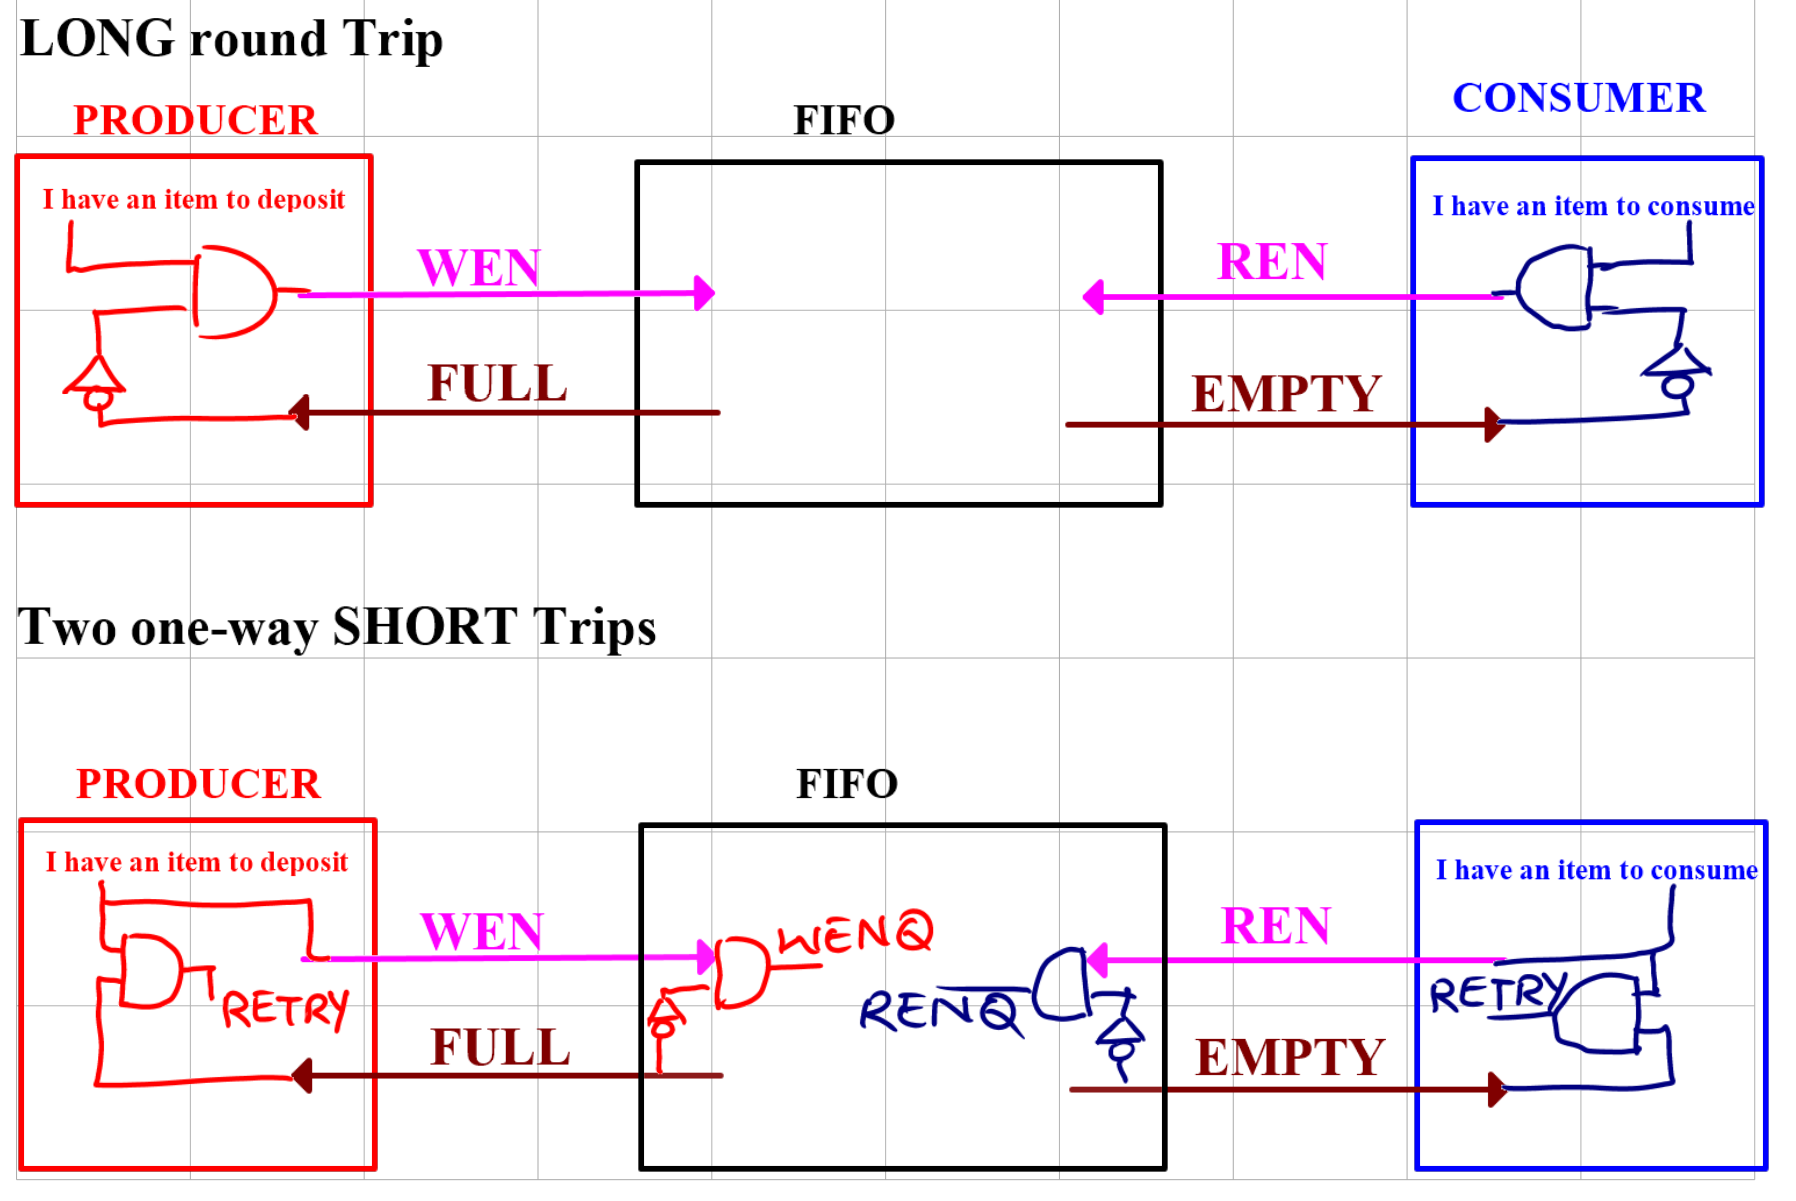 LONG round Trip
PRODUCER
FIFO
CONSUMER
I have an item to deposit
I have an item to consume
WEN
REN
FULL
EMPTY
Two one-way SHORT Trips
PRODUCER
FIFO
I have an item to deposit
I have an item to consume
WEN
WENQ
REN
RETRY
RENQ
RETRY
FULL
EMPTY